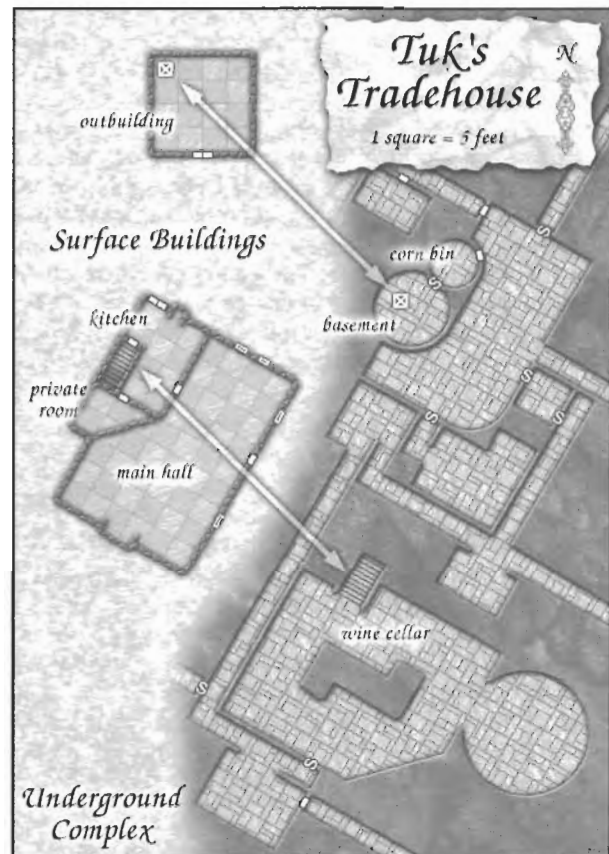 Tuk's
Tradehouse
N
1 square = 5 feet
outbuilding
Surface Buildings
corn bin
S
S
basement
kitchen
private
room
main hall
S
S
S
wine cellar
S
S
Underground
Complex